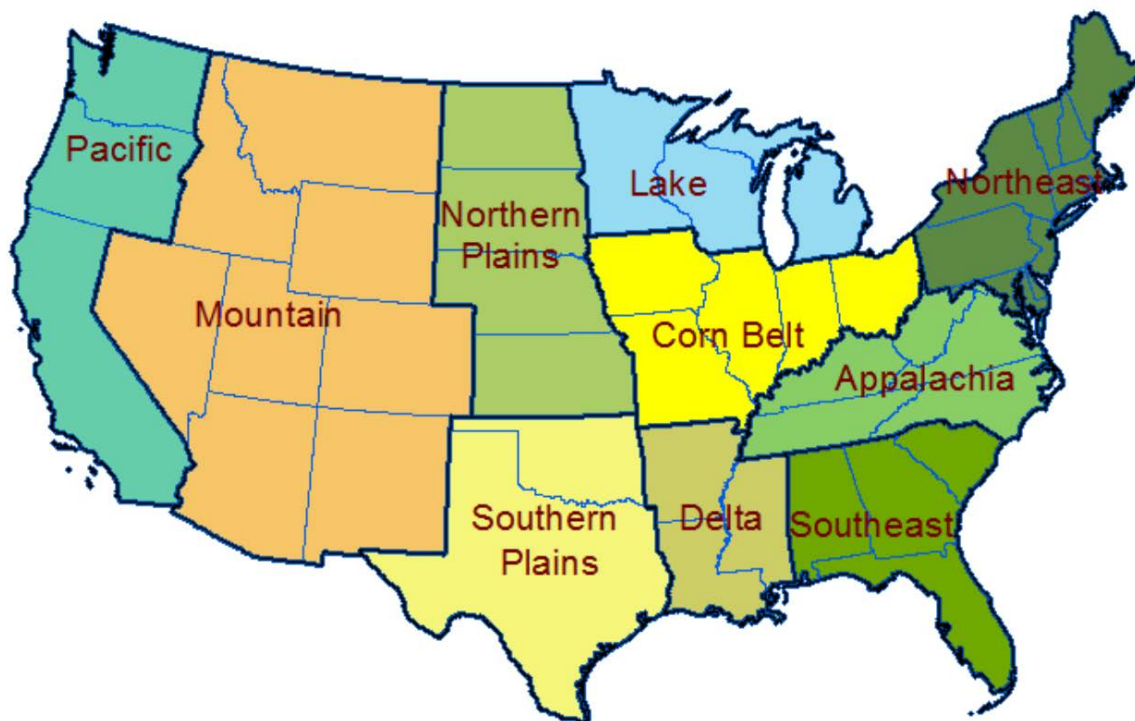 Pacific
Lake
Northeast
Northern
Plains
Mountain
Corn Belt
Appalachia
Southern
Plains
Delta
Southeast